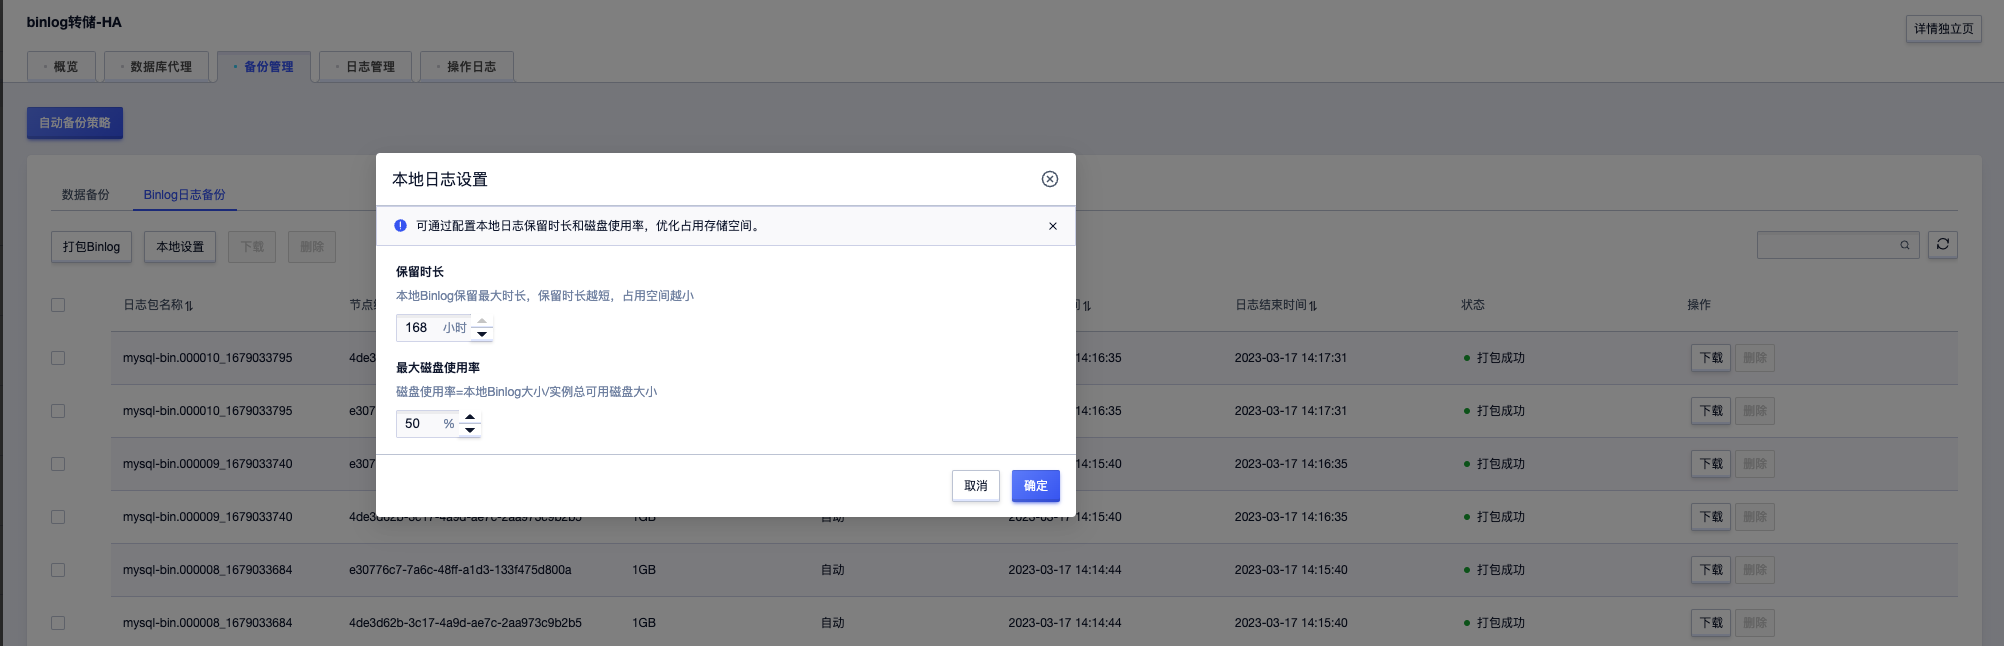 binlog转储-HA
详情独立页
概览
数据库代理
备份管理
日志管理
操作日志
自动备份策略
数据备份
Binlog日志备份
打包Binlog
本地设置
下载
删除
本地日志设置
可通过配置本地日志保留时长和磁盘使用率，优化占用存储空间。
保留时长
本地Binlog保留最大时长，保留时长越短，占用空间越小
168 小时
最大磁盘使用率
磁盘使用率=本地Binlog大小/实例总可用磁盘大小
50 %
取消
确定
日志包名称 节点 日志结束时间 状态 操作
mysql-bin.000010_1679033795 4de3 14:16:35 2023-03-17 14:17:31 打包成功 下载 删除
mysql-bin.000010_1679033795 e307 14:16:35 2023-03-17 14:17:31 打包成功 下载 删除
mysql-bin.000009_1679033740 e307 14:15:40 2023-03-17 14:16:35 打包成功 下载 删除
mysql-bin.000009_1679033740 4de3d62b-3c17-4a9d-ae7c-2aa973c9b2b5 1GB 自动 2023-03-17 14:15:40 2023-03-17 14:16:35 打包成功 下载 删除
mysql-bin.000008_1679033684 e30776c7-7a6c-48ff-a1d3-133f475d800a 1GB 自动 2023-03-17 14:14:44 2023-03-17 14:15:40 打包成功 下载 删除
mysql-bin.000008_1679033684 4de3d62b-3c17-4a9d-ae7c-2aa973c9b2b5 1GB 自动 2023-03-17 14:14:44 2023-03-17 14:15:40 打包成功 下载 删除